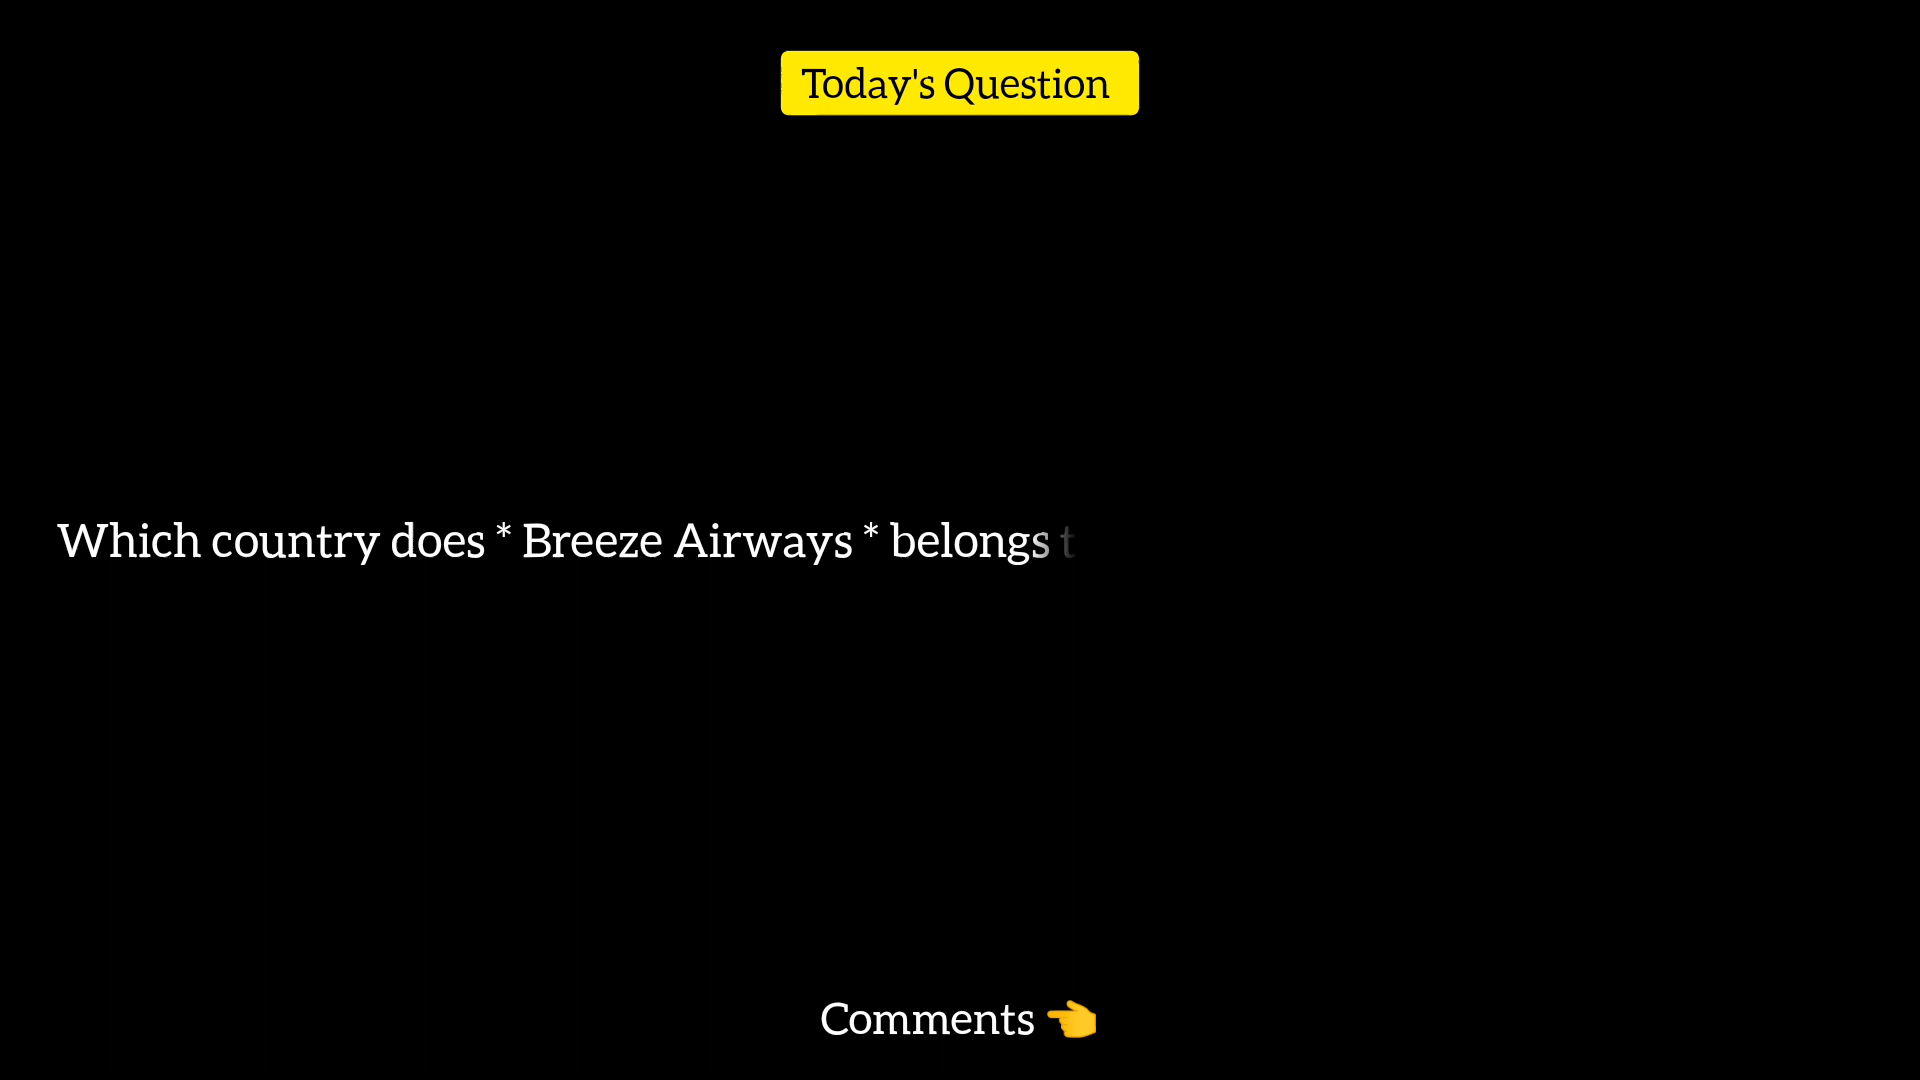 Today's Question
Which country does * Breeze Airways * belongs t
Comments 👈